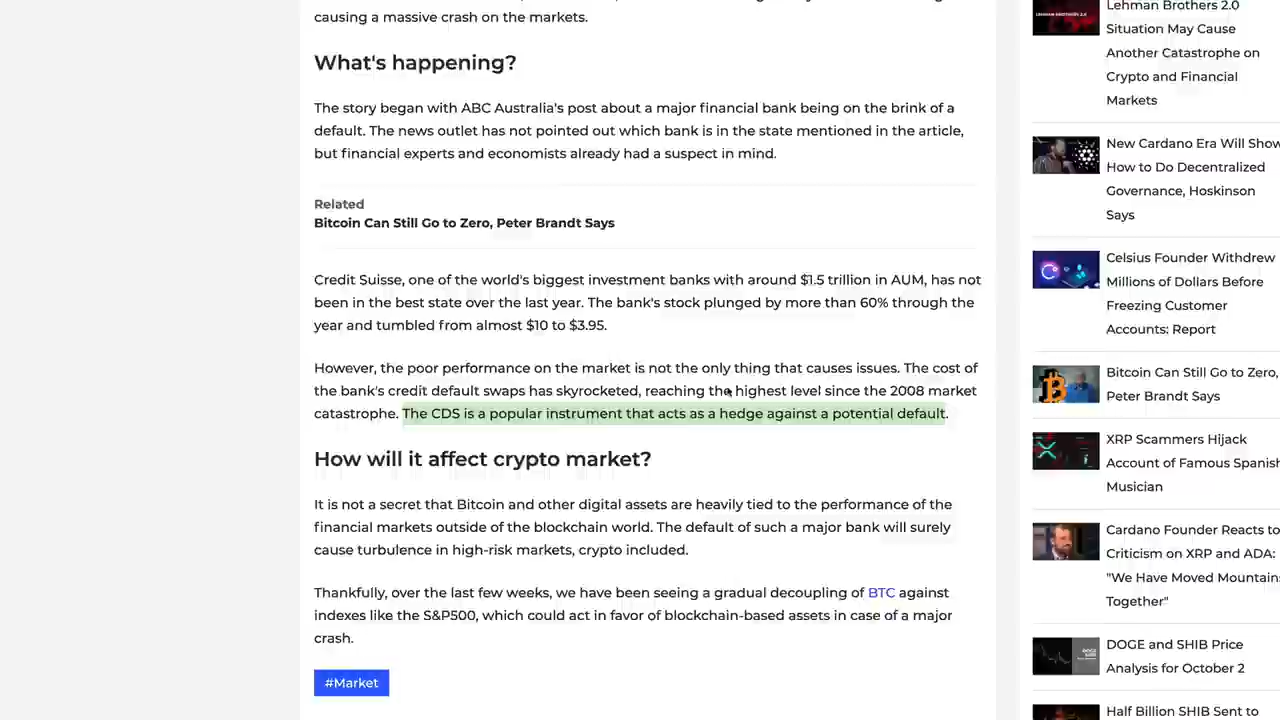 causing a massive crash on the markets.
What's happening?
The story began with ABC Australia's post about a major financial bank being on the brink of a
default. The news outlet has not pointed out which bank is in the state mentioned in the article,
but financial experts and economists already had a suspect in mind.
Related
Bitcoin Can Still Go to Zero, Peter Brandt Says
Credit Suisse, one of the world's biggest investment banks with around $1.5 trillion in AUM, has not
been in the best state over the last year. The bank's stock plunged by more than 60% through the
year and tumbled from almost $10 to $3.95.
However, the poor performance on the market is not the only thing that causes issues. The cost of
the bank's credit default swaps has skyrocketed, reaching the highest level since the 2008 market
catastrophe. The CDS is a popular instrument that acts as a hedge against a potential default.
How will it affect crypto market?
It is not a secret that Bitcoin and other digital assets are heavily tied to the performance of the
financial markets outside of the blockchain world. The default of such a major bank will surely
cause turbulence in high-risk markets, crypto included.
Thankfully, over the last few weeks, we have been seeing a gradual decoupling of BTC against
indexes like the S&P500, which could act in favor of blockchain-based assets in case of a major
crash.
#Market
LEHMAN BROTHERS 2.0
Lehman Brothers 2.0
Situation May Cause
Another Catastrophe on
Crypto and Financial
Markets
New Cardano Era Will Show
How to Do Decentralized
Governance, Hoskinson
Says
Celsius Founder Withdrew
Millions of Dollars Before
Freezing Customer
Accounts: Report
Bitcoin Can Still Go to Zero,
Peter Brandt Says
XRP Scammers Hijack
Account of Famous Spanish
Musician
Cardano Founder Reacts to
Criticism on XRP and ADA:
"We Have Moved Mountains
Together"
DOGE and SHIB Price
Analysis for October 2
Half Billion SHIB Sent to